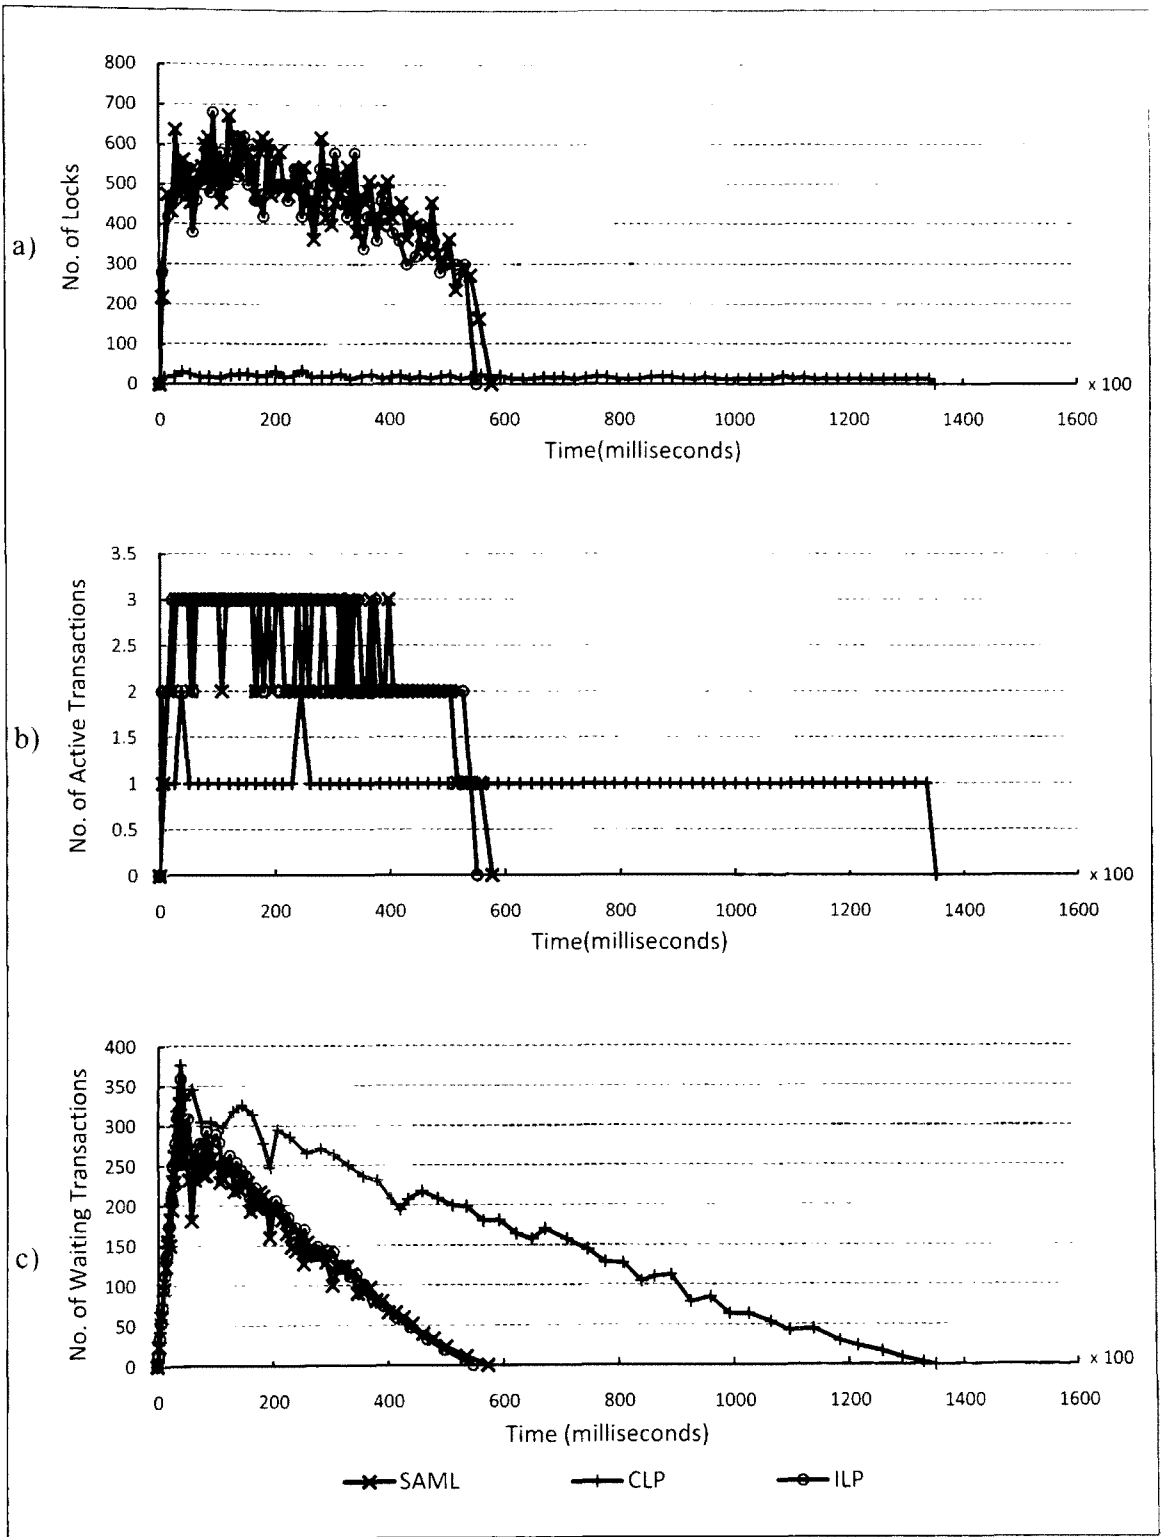 a)
No. of Locks
800
700
600
500
400
300
200
100
0
0 200 400 600 800 1000 1200 1400 1600
x 100
Time(milliseconds)
b)
No. of Active Transactions
3.5
3
2.5
2
1.5
1
0.5
0
0 200 400 600 800 1000 1200 1400 1600
x 100
Time(milliseconds)
c)
No. of Waiting Transactions
400
350
300
250
200
150
100
50
0
0 200 400 600 800 1000 1200 1400 1600
x 100
Time (milliseconds)
SAML CLP ILP